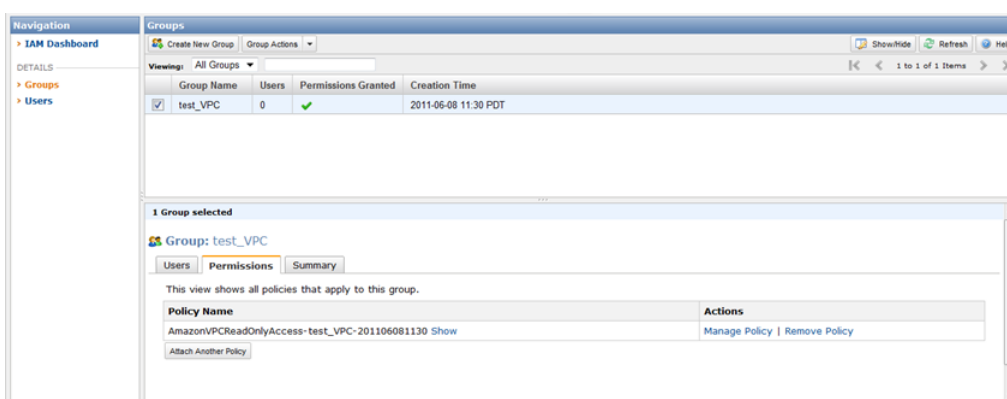 Navigation
IAM Dashboard
DETAILS
Groups
Users
Groups
Create New Group Group Actions Show/Hide Refresh
Viewing: All Groups 1 to 1 of 1 Items
Group Name Users Permissions Granted Creation Time
test_VPC 0 2011-06-08 11:30 PDT
1 Group selected
Group: test_VPC
Users Permissions Summary
This view shows all policies that apply to this group.
Policy Name Actions
AmazonVPCReadOnlyAccess-test_VPC-201106081130 Show Manage Policy | Remove Policy
Attach Another Policy